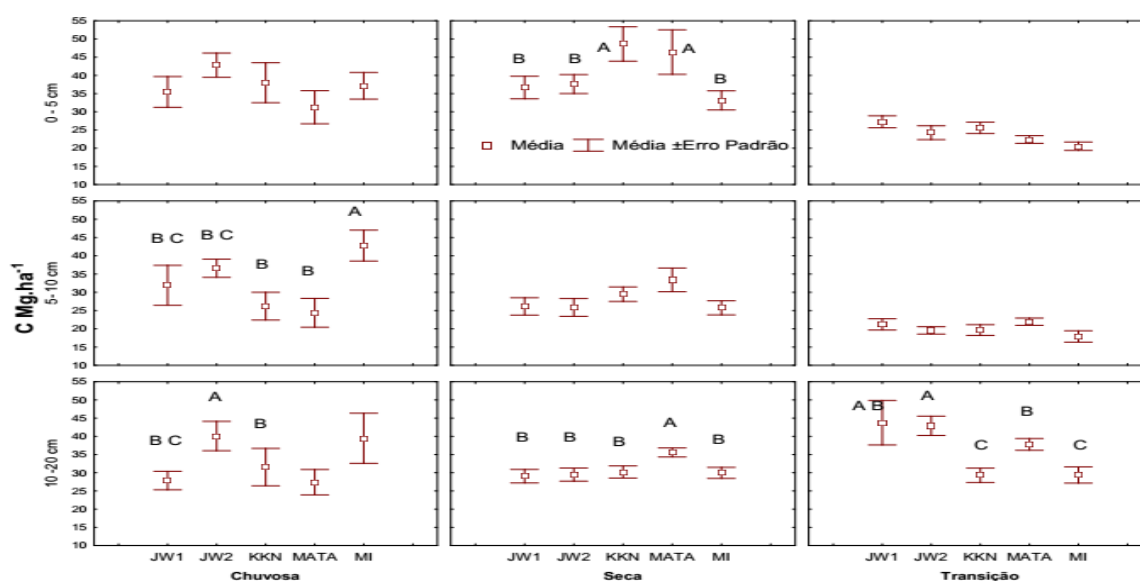 55
50
45
40
35
30
25
20
15
10
0 - 5 cm
B B A A B
Média Média ±Erro Padrão
C Mg.ha-1
55
50
45
40
35
30
25
20
15
10
5- 10 cm
B C B C B B A
55
50
45
40
35
30
25
20
15
10
10 -20 cm
B C A B
B B B A B
A B A C B C
JW1 JW2 KKN MATA MI
Chuvosa
JW1 JW2 KKN MATA MI
Seca
JW1 JW2 KKN MATA MI
Transição